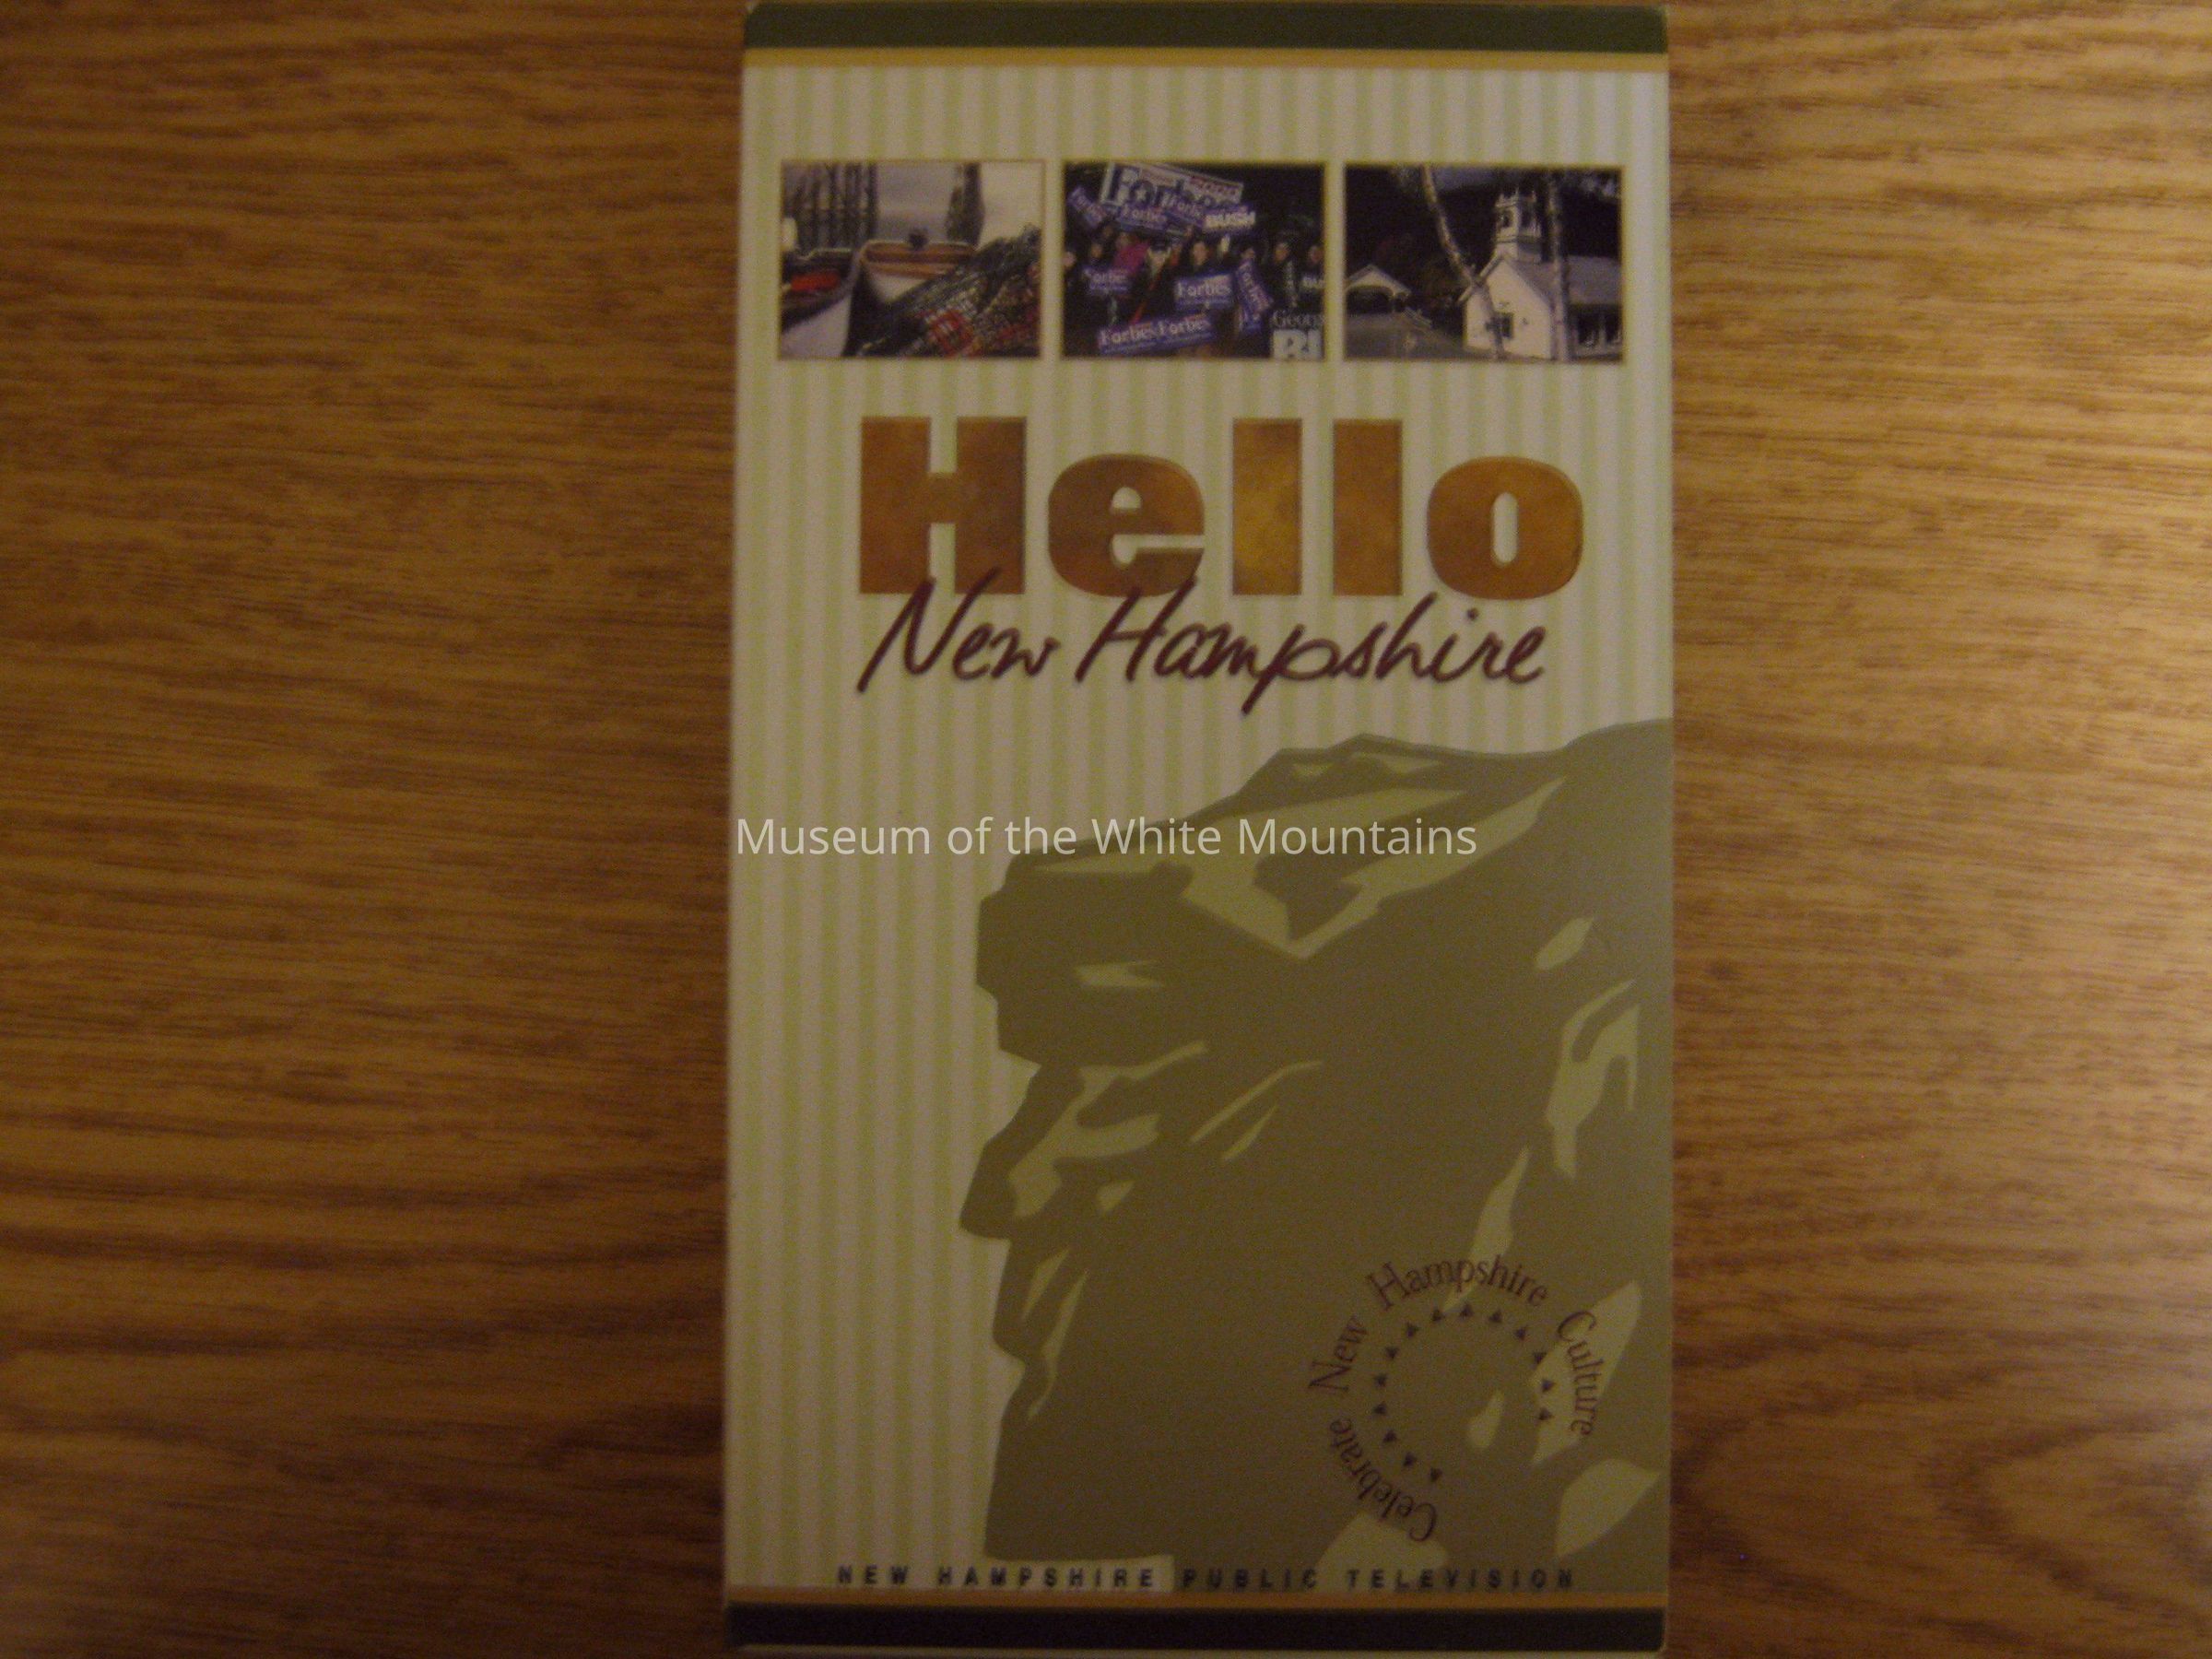 Forbes
Forbes
Forbes
BUSH
Forbes
Forbes
Forbes Forbes
Hello
New Hampshire
Museum of the White Mountains
Celebrate New Hampshire Culture
NEW HAMPSHIRE PUBLIC TELEVISION